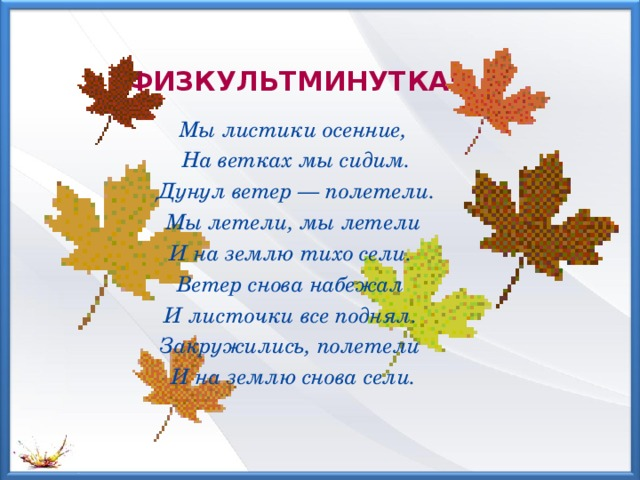 ФИЗКУЛЬТМИНУТКА
Мы листики осенние,
На ветках мы сидим.
Дунул ветер — полетели.
Мы летели, мы летели
И на землю тихо сели.
Ветер снова набежал
И листочки все поднял.
Закружились, полетели
И на землю снова сели.